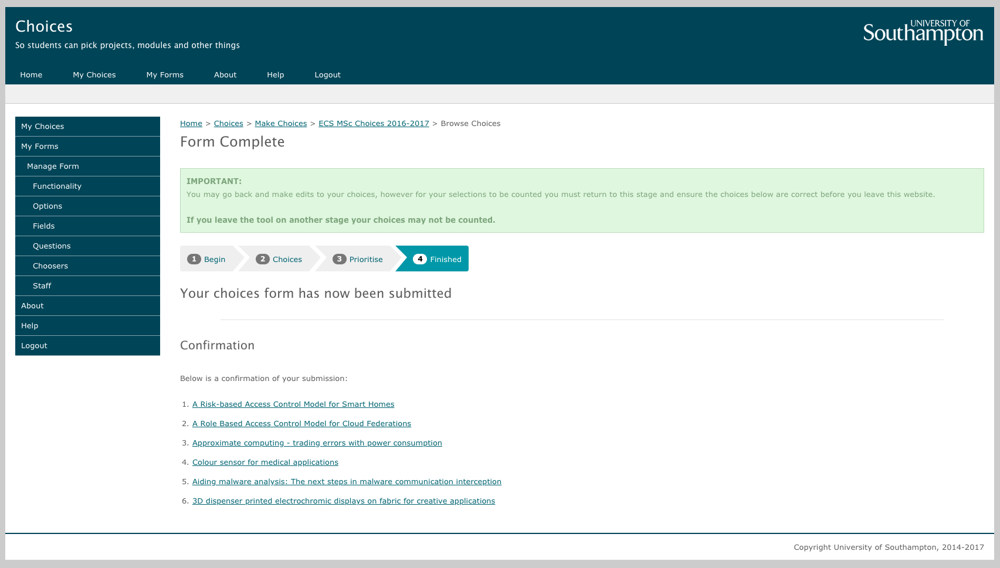 Choices
So students can pick projects, modules and other things
UNIVERSITY OF
Southampton
Home My Choices My Forms About Help Logout
My Choices
My Forms
Manage Form
Functionality
Options
Fields
Questions
Choosers
Staff
About
Help
Logout
Home > Choices > Make Choices > ECS MSc Choices 2016-2017 > Browse Choices
Form Complete
IMPORTANT:
You may go back and make edits to your choices, however for your selections to be counted you must return to this stage and ensure the choices below are correct before you leave this website.
If you leave the tool on another stage your choices may not be counted.
1 Begin 2 Choices 3 Prioritise 4 Finished
Your choices form has now been submitted
Confirmation
Below is a confirmation of your submission:
1. A Risk-based Access Control Model for Smart Homes
2. A Role Based Access Control Model for Cloud Federations
3. Approximate computing - trading errors with power consumption
4. Colour sensor for medical applications
5. Aiding malware analysis: The next steps in malware communication interception
6. 3D dispenser printed electrochromic displays on fabric for creative applications
Copyright University of Southampton, 2014-2017